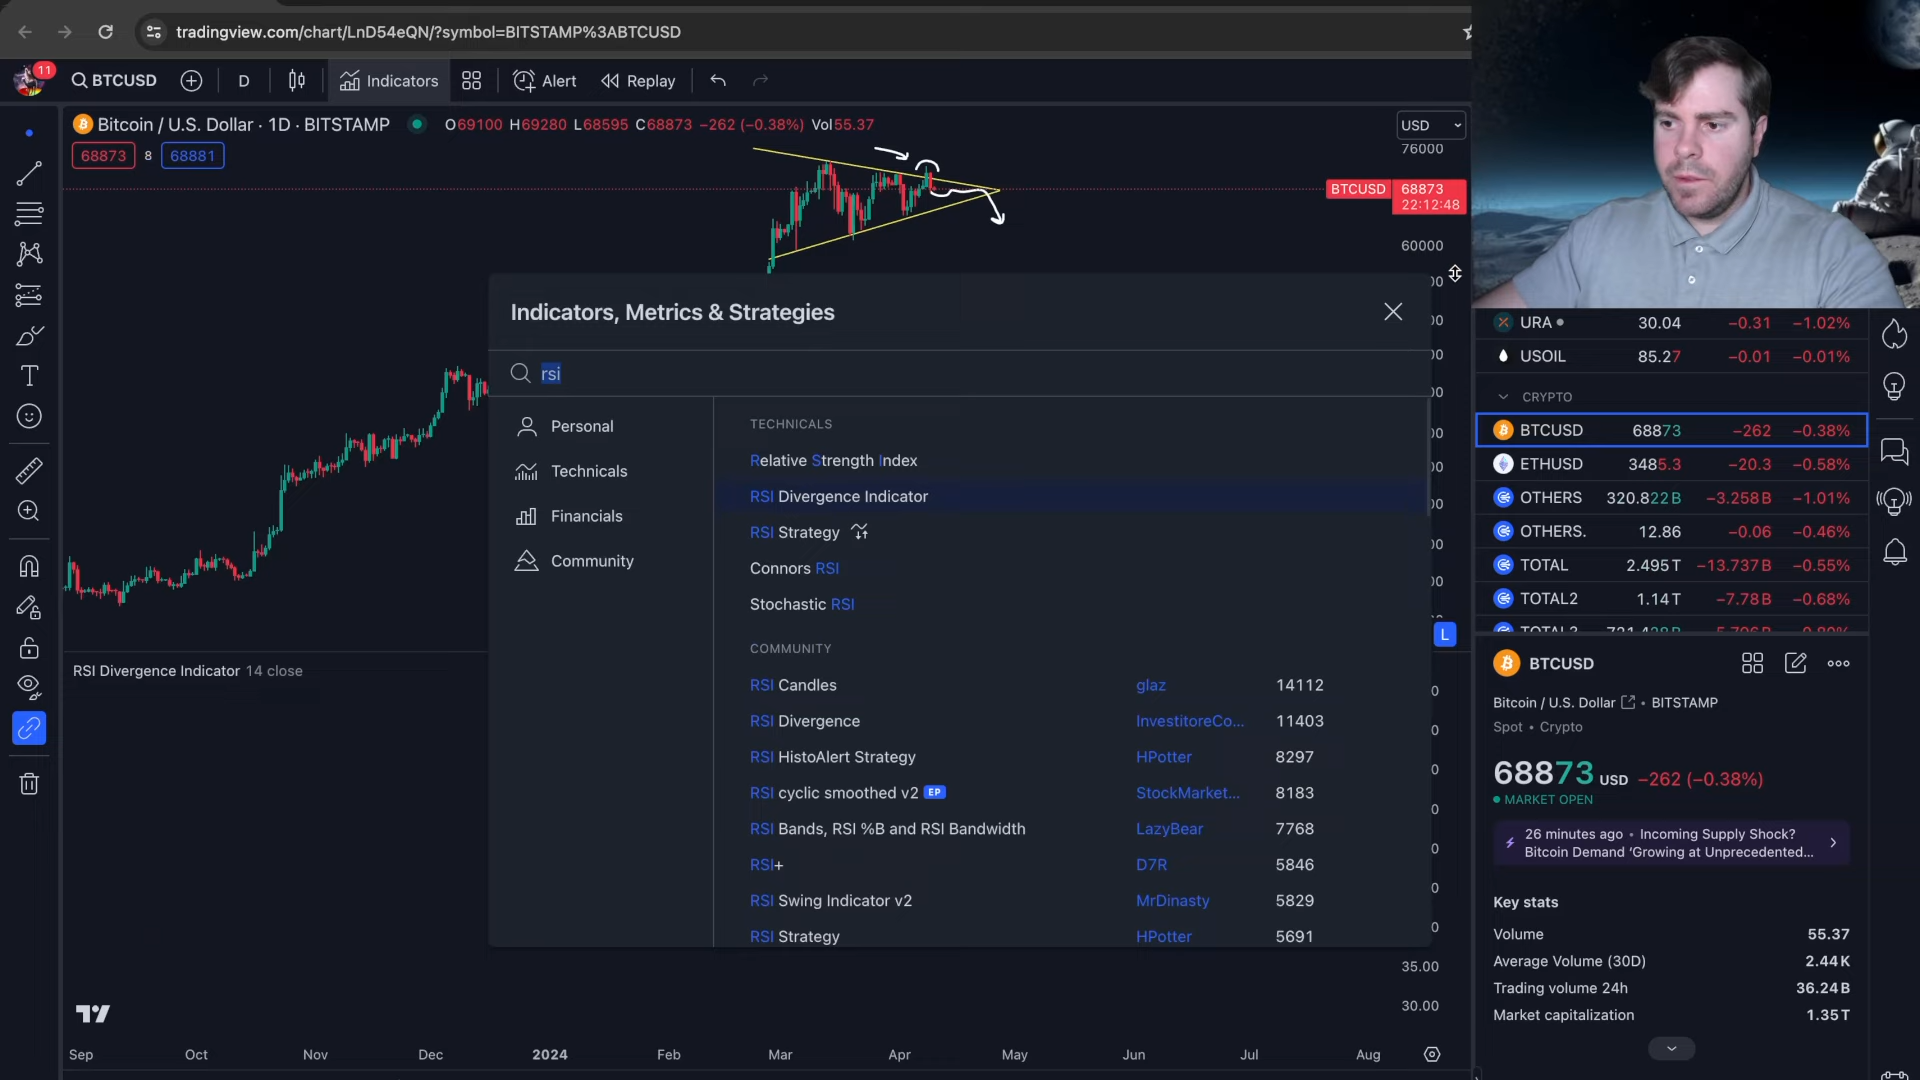 tradingview.com/chart/LnD54eQN/?symbol=BITSTAMP%3ABTCUSD
11
BTCUSD
D
Indicators
Alert
Replay
Bitcoin / U.S. Dollar · 1D · BITSTAMP
O69100 H69280 L68595 C68873 −262 (−0.38%) Vol55.37
68873 8 68881
USD
76000
BTCUSD 68873
22:12:48
60000
Indicators, Metrics & Strategies
rsi
Personal
Technicals
Financials
Community
TECHNICALS
Relative Strength Index
RSI Divergence Indicator
RSI Strategy
Connors RSI
Stochastic RSI
COMMUNITY
RSI Candles glaz 14112
RSI Divergence InvestitoreCo... 11403
RSI HistoAlert Strategy HPotter 8297
RSI cyclic smoothed v2 EP StockMarket... 8183
RSI Bands, RSI %B and RSI Bandwidth LazyBear 7768
RSI+ D7R 5846
RSI Swing Indicator v2 MrDinasty 5829
RSI Strategy HPotter 5691
L
RSI Divergence Indicator 14 close
35.00
30.00
Sep Oct Nov Dec 2024 Feb Mar Apr May Jun Jul Aug
URA 30.04 −0.31 −1.02%
USOIL 85.27 −0.01 −0.01%
CRYPTO
BTCUSD 68873 −262 −0.38%
ETHUSD 3485.3 −20.3 −0.58%
OTHERS 320.822B −3.258B −1.01%
OTHERS. 12.86 −0.06 −0.46%
TOTAL 2.495T −13.737B −0.55%
TOTAL2 1.14T −7.78B −0.68%
BTCUSD
Bitcoin / U.S. Dollar • BITSTAMP
Spot • Crypto
68873 USD −262 (−0.38%)
MARKET OPEN
26 minutes ago • Incoming Supply Shock?
Bitcoin Demand ‘Growing at Unprecedented...
Key stats
Volume 55.37
Average Volume (30D) 2.44K
Trading volume 24h 36.24B
Market capitalization 1.35T